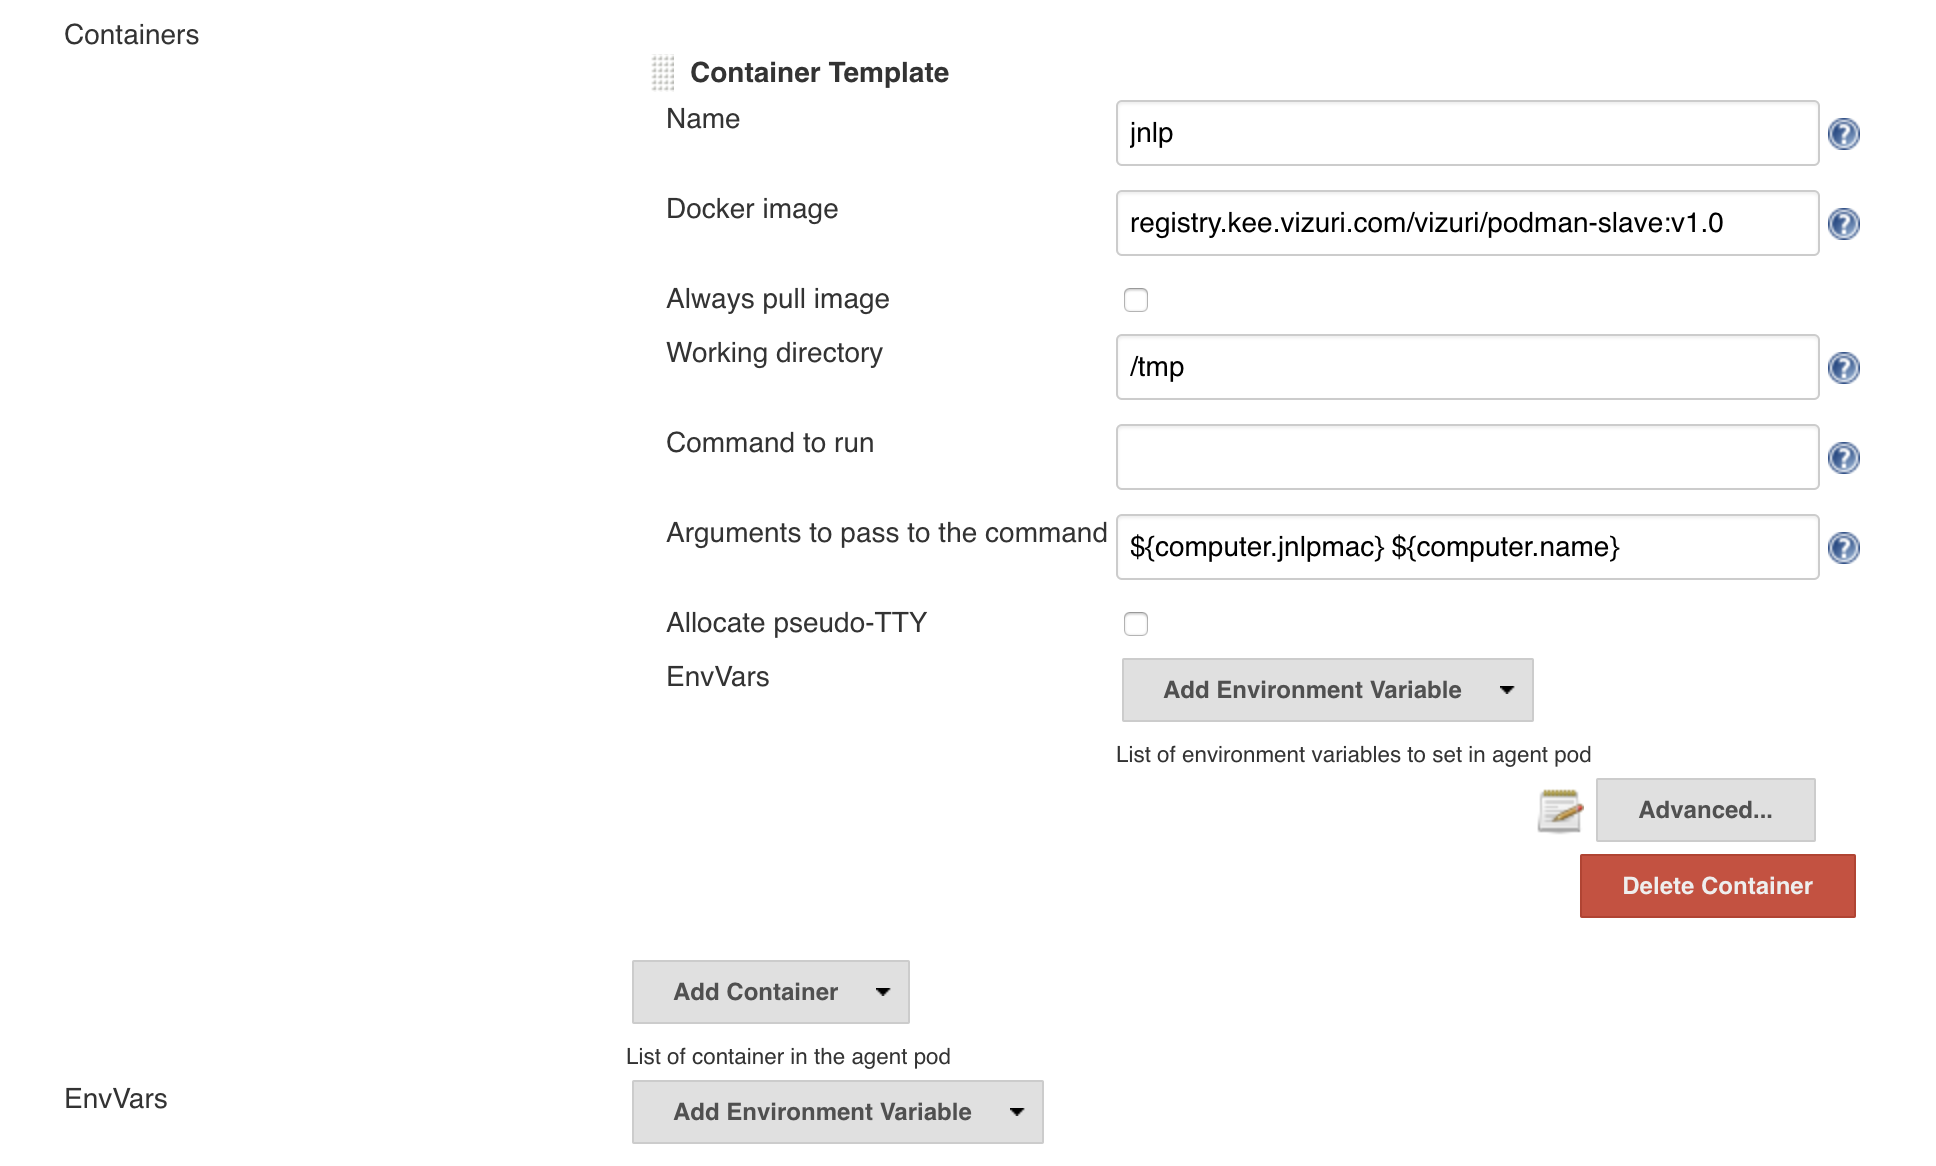 Containers
Container Template
Name
jnlp
Docker image
registry.kee.vizuri.com/vizuri/podman-slave:v1.0
Always pull image
Working directory
/tmp
Command to run
Arguments to pass to the command
${computer.jnlpmac} ${computer.name}
Allocate pseudo-TTY
EnvVars
Add Environment Variable
List of environment variables to set in agent pod
Advanced...
Delete Container
Add Container
List of container in the agent pod
EnvVars
Add Environment Variable